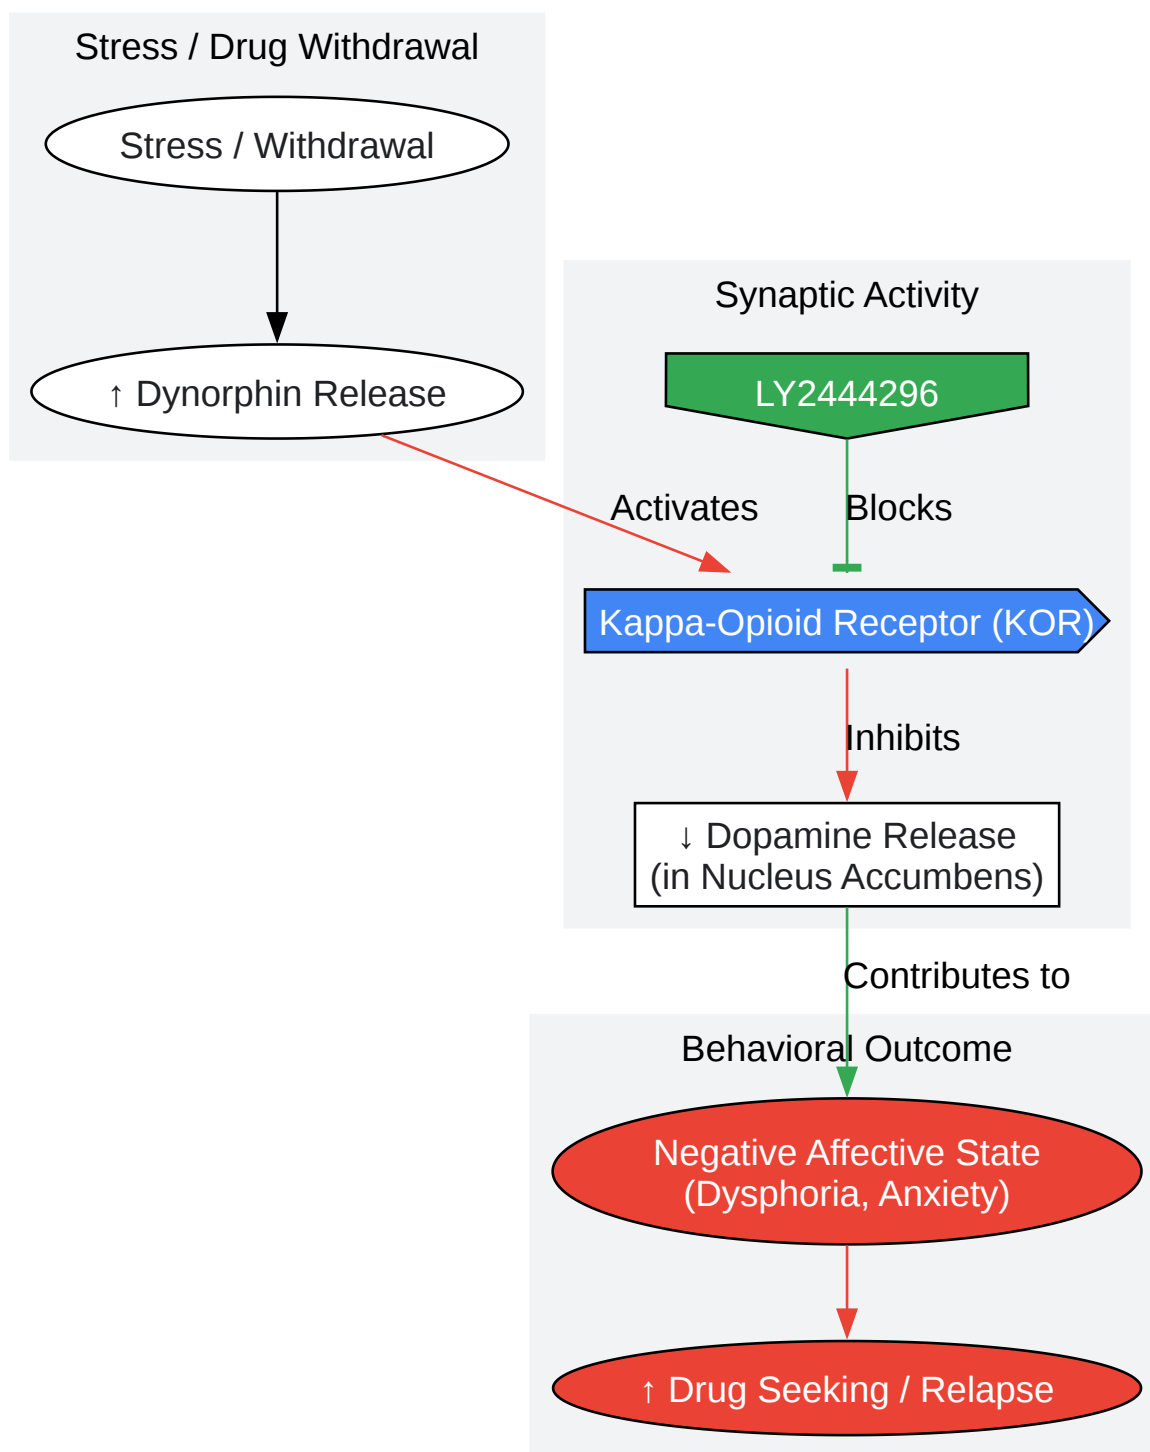 Stress / Drug Withdrawal
Stress / Withdrawal
↑ Dynorphin Release
Synaptic Activity
LY2444296
Activates
Blocks
Kappa-Opioid Receptor (KOR)
Inhibits
↓ Dopamine Release
(in Nucleus Accumbens)
Contributes to
Behavioral Outcome
Negative Affective State
(Dysphoria, Anxiety)
↑ Drug Seeking / Relapse